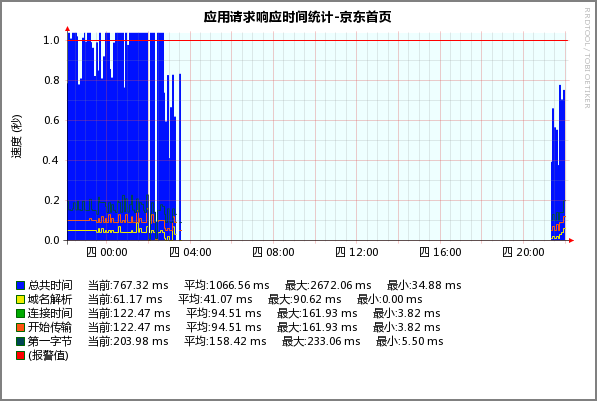 应用请求响应时间统计-京东首页
RRDTOOL / TOBI OETIKER
速度 (秒)
1.0
0.8
0.6
0.4
0.2
0.0
四 00:00 四 04:00 四 08:00 四 12:00 四 16:00 四 20:00
总共时间 当前:767.32 ms 平均:1066.56 ms 最大:2672.06 ms 最小:34.88 ms
域名解析 当前:61.17 ms 平均:41.07 ms 最大:90.62 ms 最小:0.00 ms
连接时间 当前:122.47 ms 平均:94.51 ms 最大:161.93 ms 最小:3.82 ms
开始传输 当前:122.47 ms 平均:94.51 ms 最大:161.93 ms 最小:3.82 ms
第一字节 当前:203.98 ms 平均:158.42 ms 最大:233.06 ms 最小:5.50 ms
(报警值)